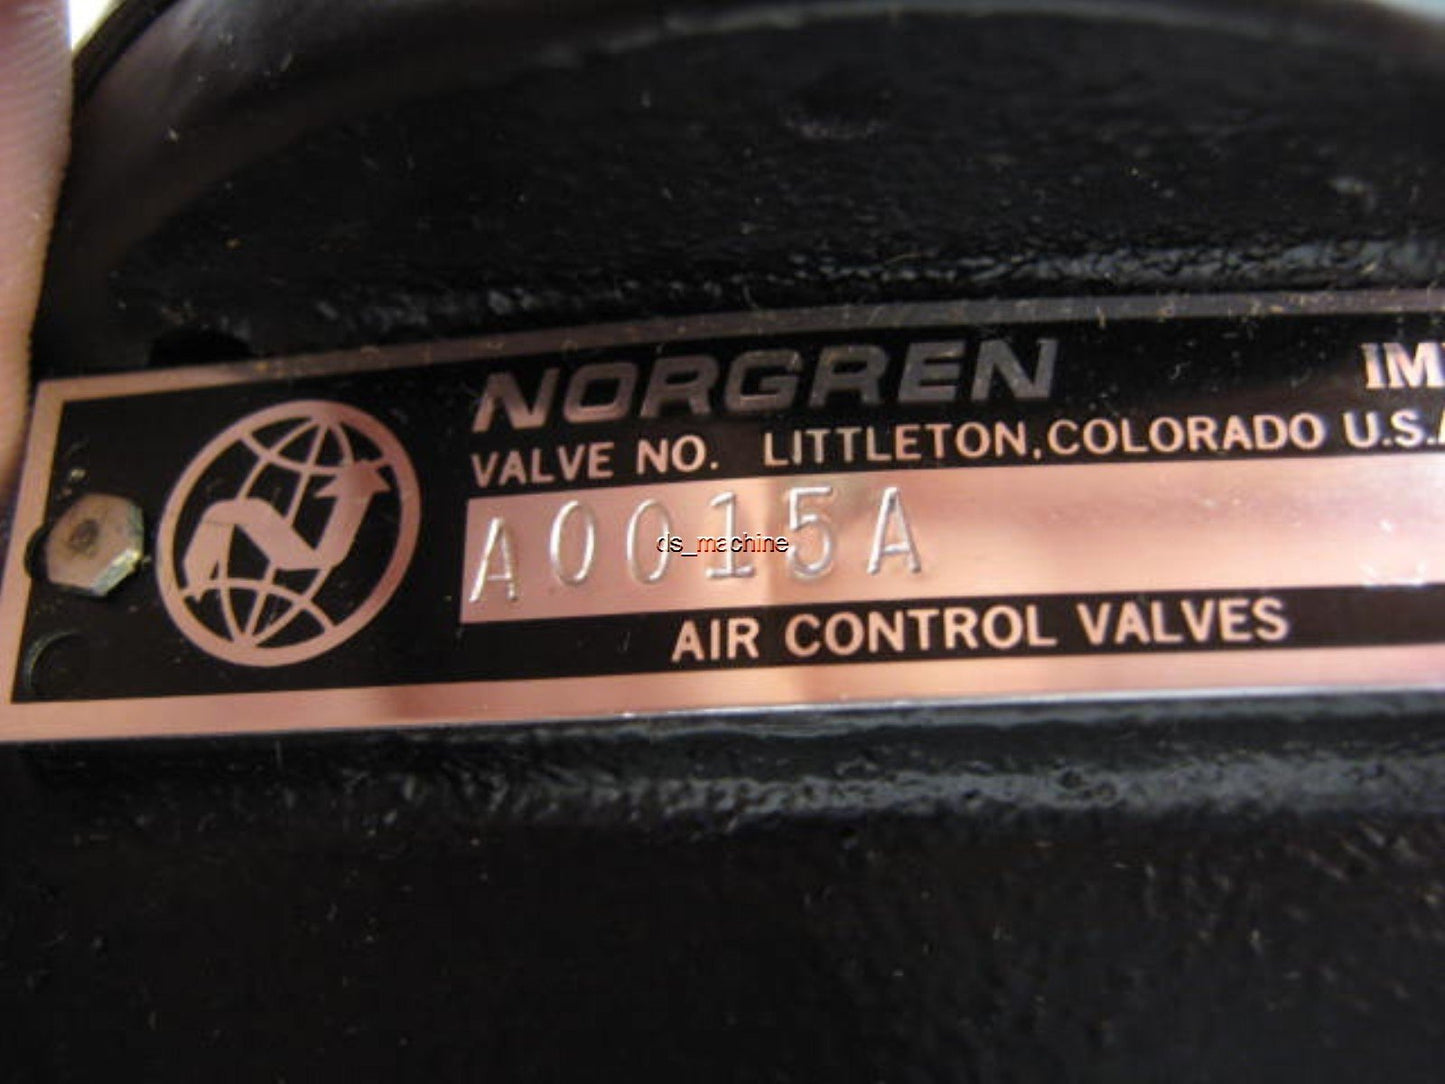 NORGREN
VALVE NO. LITTLETON, COLORADO U.S.
A0015A
ds_machine
AIR CONTROL VALVES